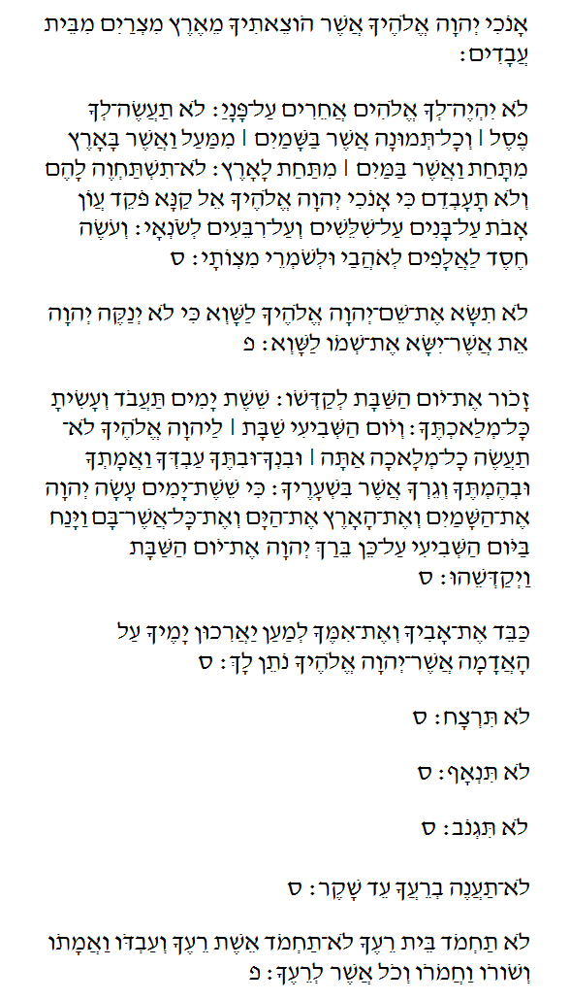 אָנֹכִי יְהוָה אֱלֹהֶיךָ אֲשֶׁר הוֹצֵאתִיךָ מֵאֶרֶץ מִצְרַיִם מִבֵּית
עֲבָדִים׃
לֹא יִהְיֶה־לְךָ אֱלֹהִים אֲחֵרִים עַל־פָּנָיַ׃ לֹא תַעֲשֶׂה־לְךָ
פֶסֶל ׀ וְכָל־תְּמוּנָה אֲשֶׁר בַּשָּׁמַיִם ׀ מִמַּעַל וַאֲשֶׁר בָּאָרֶץ
מִתָּחַת וַאֲשֶׁר בַּמַּיִם ׀ מִתַּחַת לָאָרֶץ׃ לֹא־תִשְׁתַּחְוֶה לָהֶם
וְלֹא תָעָבְדֵם כִּי אָנֹכִי יְהוָה אֱלֹהֶיךָ אֵל קַנָּא פֹּקֵד עֲוֹן
אָבֹת עַל־בָּנִים עַל־שִׁלֵּשִׁים וְעַל־רִבֵּעִים לְשֹׂנְאָי׃ וְעֹשֶׂה
חֶסֶד לַאֲלָפִים לְאֹהֲבַי וּלְשֹׁמְרֵי מִצְוֹתָי׃ ס
לֹא תִשָּׂא אֶת־שֵׁם־יְהוָה אֱלֹהֶיךָ לַשָּׁוְא כִּי לֹא יְנַקֶּה יְהוָה
אֵת אֲשֶׁר־יִשָּׂא אֶת־שְׁמוֹ לַשָּׁוְא׃ פ
זָכוֹר אֶת־יוֹם הַשַּׁבָּת לְקַדְּשׁוֹ׃ שֵׁשֶׁת יָמִים תַּעֲבֹד וְעָשִׂיתָ
כָּל־מְלַאכְתֶּךָ׃ וְיוֹם הַשְּׁבִיעִי שַׁבָּת ׀ לַיהוָה אֱלֹהֶיךָ לֹא־
תַעֲשֶׂה כָל־מְלָאכָה אַתָּה ׀ וּבִנְךָ־וּבִתֶּךָ עַבְדְּךָ וַאֲמָתְךָ
וּבְהֶמְתֶּךָ וְגֵרְךָ אֲשֶׁר בִּשְׁעָרֶיךָ׃ כִּי שֵׁשֶׁת־יָמִים עָשָׂה יְהוָה
אֶת־הַשָּׁמַיִם וְאֶת־הָאָרֶץ אֶת־הַיָּם וְאֶת־כָּל־אֲשֶׁר־בָּם וַיָּנַח
בַּיּוֹם הַשְּׁבִיעִי עַל־כֵּן בֵּרַךְ יְהוָה אֶת־יוֹם הַשַּׁבָּת
וַיְקַדְּשֵׁהוּ׃ ס
כַּבֵּד אֶת־אָבִיךָ וְאֶת־אִמֶּךָ לְמַעַן יַאֲרִכוּן יָמֶיךָ עַל
הָאֲדָמָה אֲשֶׁר־יְהוָה אֱלֹהֶיךָ נֹתֵן לָךְ׃ ס
לֹא תִּרְצָח׃ ס
לֹא תִּנְאָף׃ ס
לֹא תִּגְנֹב׃ ס
לֹא־תַעֲנֶה בְרֵעֲךָ עֵד שָׁקֶר׃ ס
לֹא תַחְמֹד בֵּית רֵעֶךָ לֹא־תַחְמֹד אֵשֶׁת רֵעֶךָ וְעַבְדּוֹ וַאֲמָתוֹ
וְשׁוֹרוֹ וַחֲמֹרוֹ וְכֹל אֲשֶׁר לְרֵעֶךָ׃ פ